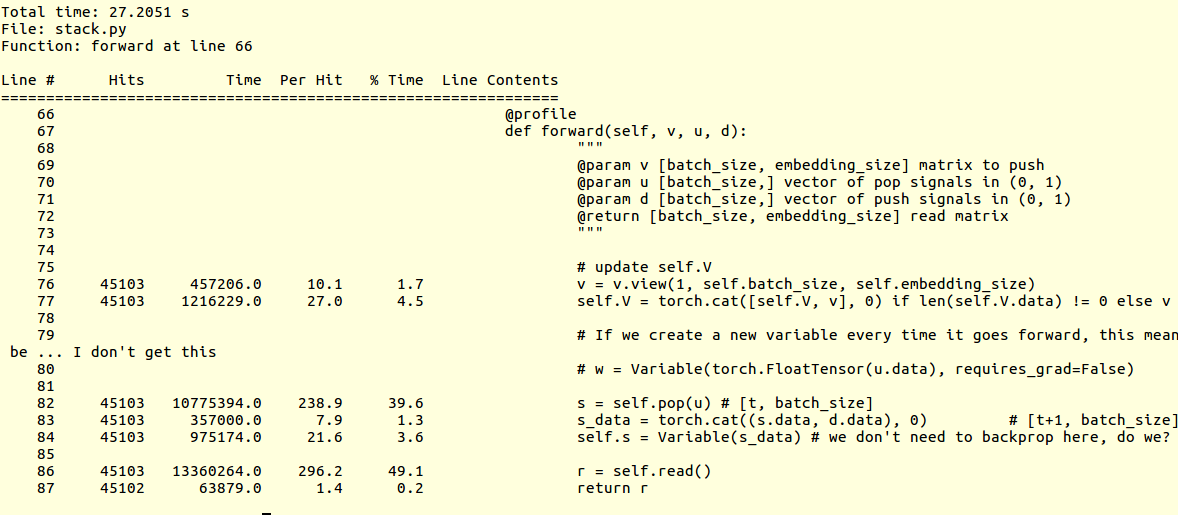 Total time: 27.2051 s
File: stack.py
Function: forward at line 66
Line #      Hits         Time  Per Hit   % Time  Line Contents
==============================================================
    66                                                  @profile
    67                                                  def forward(self, v, u, d):
    68                                                          """
    69                                                          @param v [batch_size, embedding_size] matrix to push
    70                                                          @param u [batch_size,] vector of pop signals in (0, 1)
    71                                                          @param d [batch_size,] vector of push signals in (0, 1)
    72                                                          @return [batch_size, embedding_size] read matrix
    73                                                          """
    74
    75                                                          # update self.V
    76     45103     457206.0     10.1      1.7                 v = v.view(1, self.batch_size, self.embedding_size)
    77     45103    1216229.0     27.0      4.5                 self.V = torch.cat([self.V, v], 0) if len(self.V.data) != 0 else v
    78
    79                                                          # If we create a new variable every time it goes forward, this mean
 be ... I don't get this
    80                                                          # w = Variable(torch.FloatTensor(u.data), requires_grad=False)
    81
    82     45103   10775394.0    238.9     39.6                 s = self.pop(u) # [t, batch_size]
    83     45103     357000.0      7.9      1.3                 s_data = torch.cat((s.data, d.data), 0)         # [t+1, batch_size]
    84     45103     975174.0     21.6      3.6                 self.s = Variable(s_data) # we don't need to backprop here, do we?
    85
    86     45103   13360264.0    296.2     49.1                 r = self.read()
    87     45102      63879.0      1.4      0.2                 return r